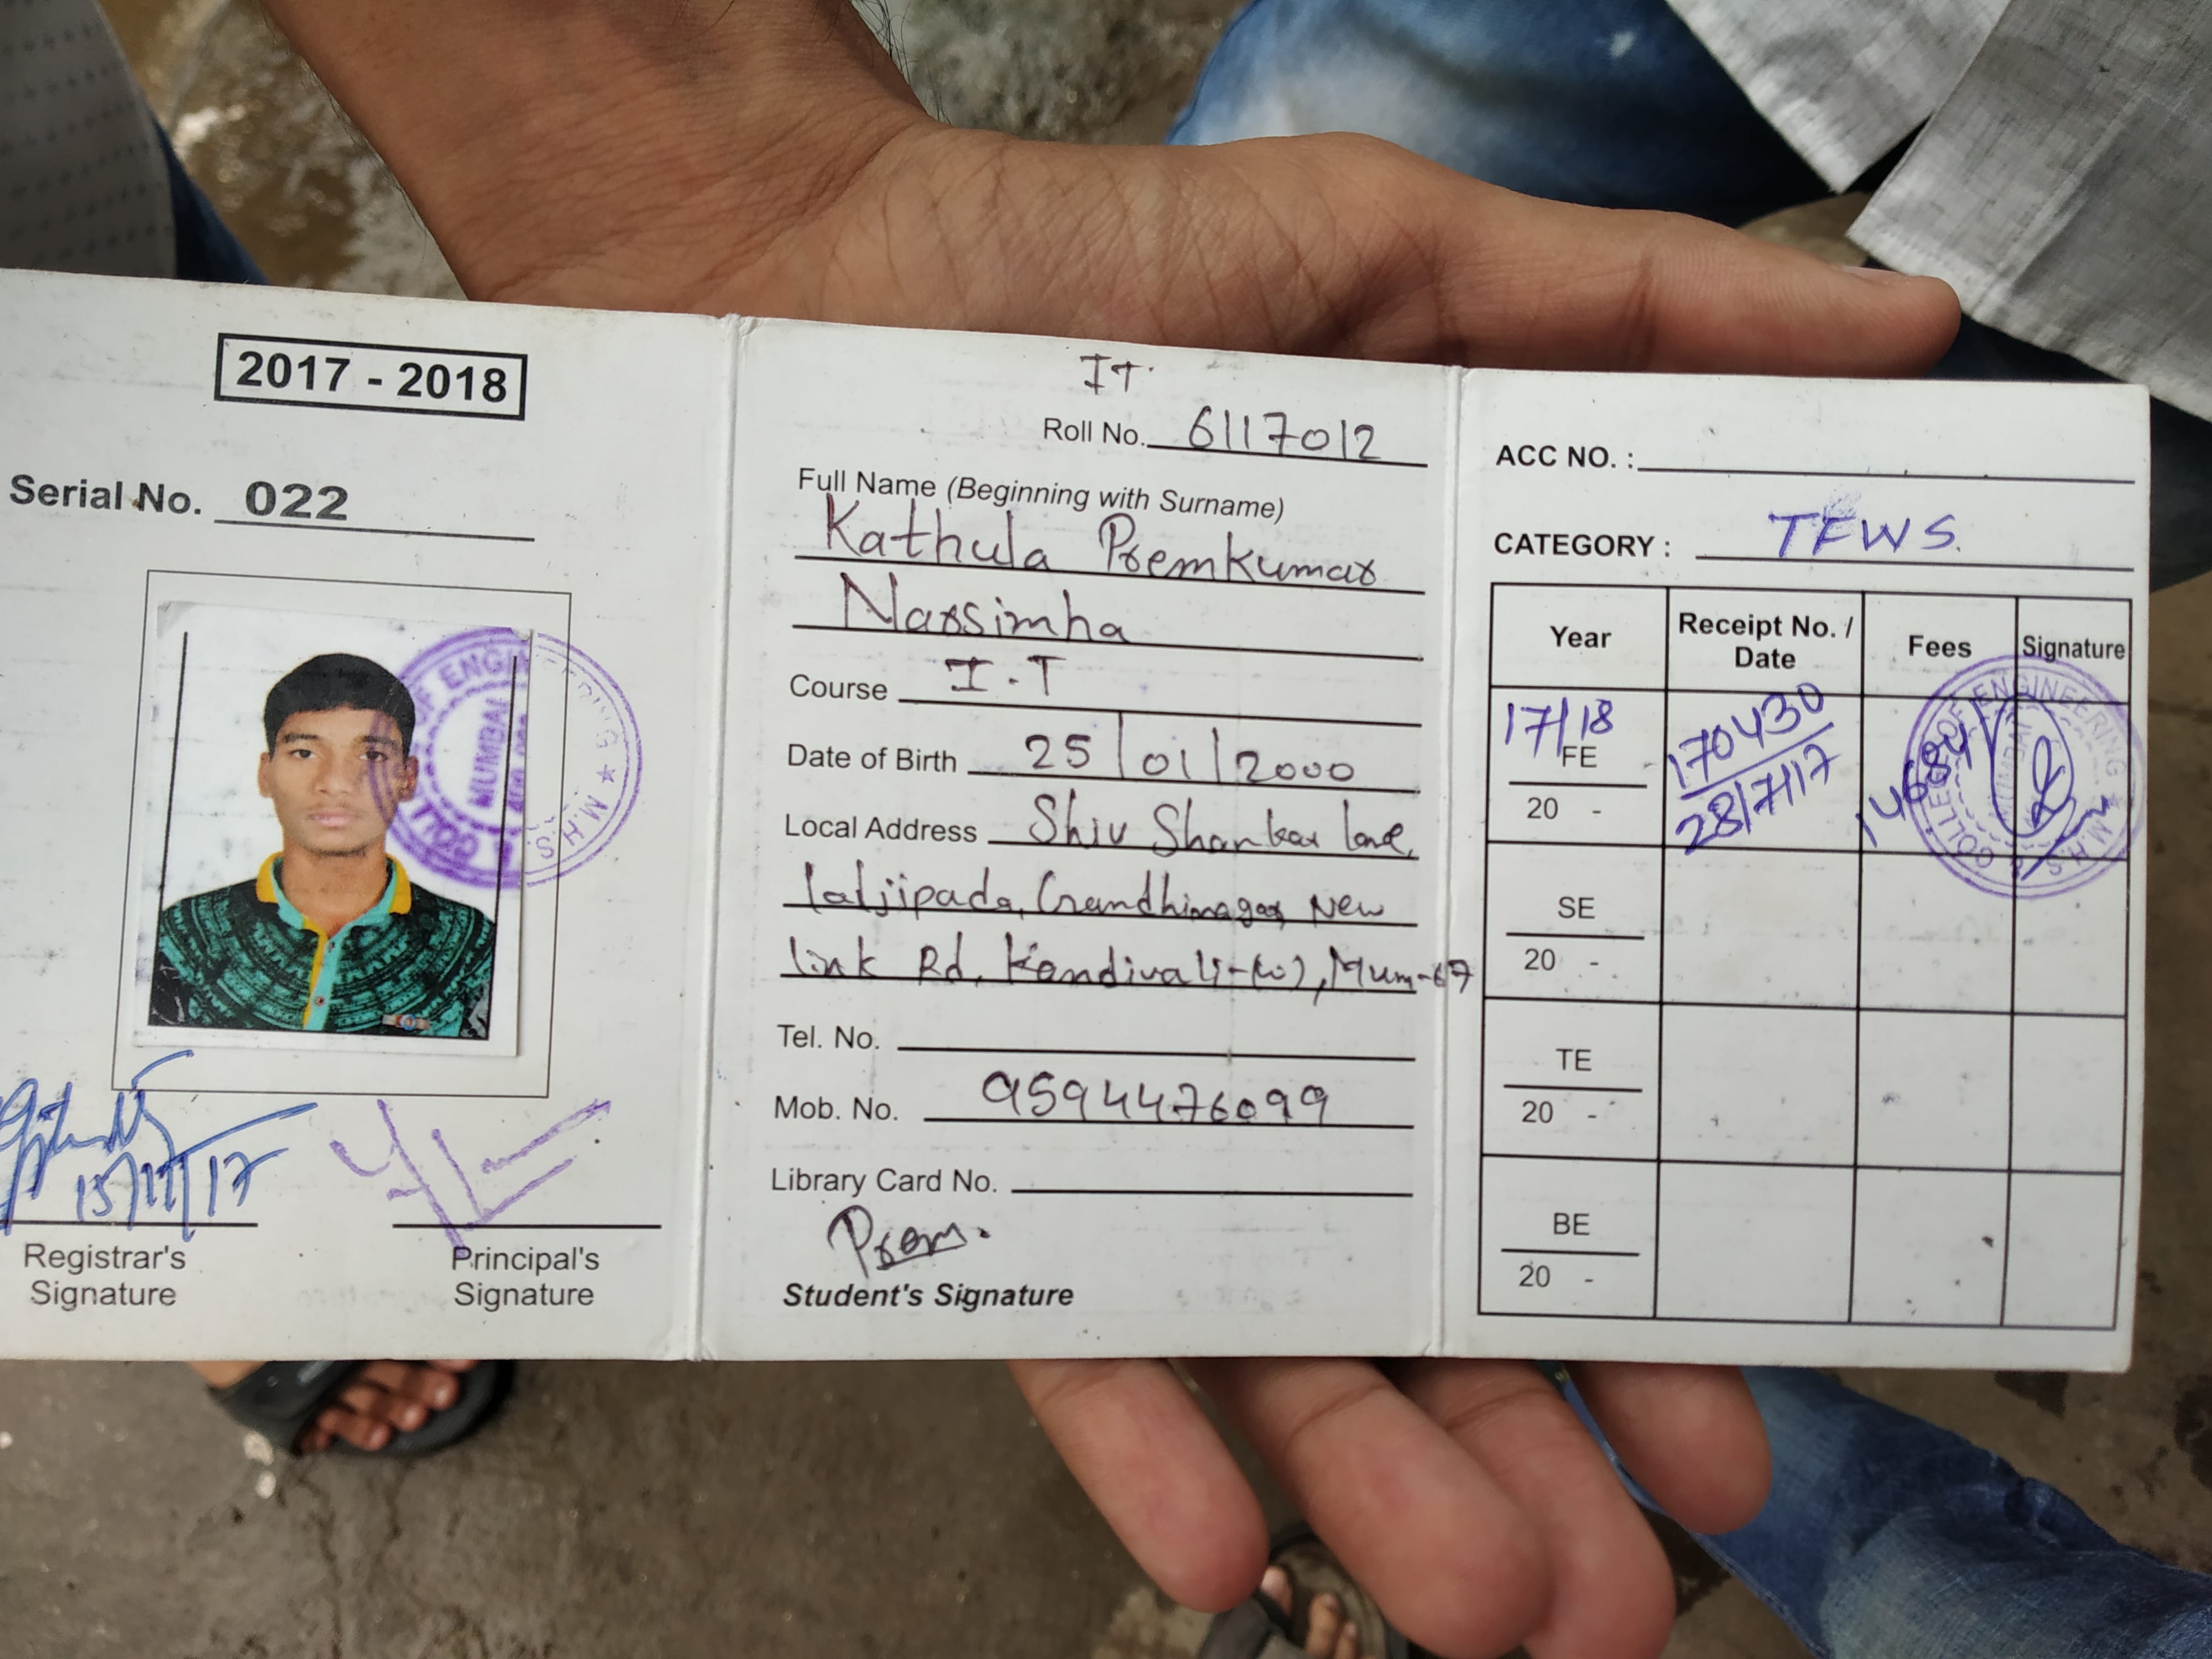 2017 - 2018
Serial No. 022
OF ENGINEERING ★ M.H.S.
MUMBAI
Registrar's
Signature
15/11/17
Principal's
Signature
IT.
Roll No. 6117012
Full Name (Beginning with Surname)
Kathula Premkumar
Narsimha
Course I.T
Date of Birth 25/01/2000
Local Address Shiv Shankar lane,
laljipada, Gandhinagar, New
link Rd, Kandivali-(w), Mum-67
Tel. No.
Mob. No. 9594476099
Library Card No.
Prem.
Student's Signature
ACC NO. :
CATEGORY : TFWS.
Year Receipt No. / Date Fees Signature
17/18
FE
20 -
170430
28/7/17
14684/
COLLEGE OF ENGINEERING ★ M.H.S.S.
MUMBAI
SE
20 -
TE
20 -
BE
20 -